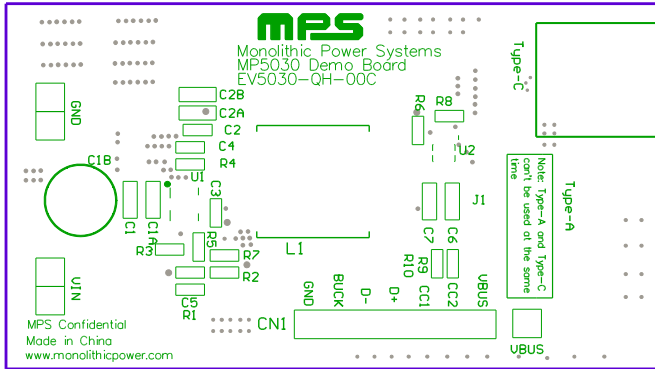 MPS
Monolithic Power Systems
MP5030 Demo Board
EV5030-QH-00C
Type-C
GND
C2B
C2A
C2
C4
R4
R6
R8
U2
C1B
U1
C3
C1
C1A
R3
R5
R7
R2
L1
C7
C6
J1
Note: Type-A and Type-C
can't be used at the same
time
Type-A
VIN
C5
R1
R10
R9
GND
BUCK
D-
D+
CC1
CC2
VBUS
CN1
VBUS
MPS Confidential
Made in China
www.monolithicpower.com